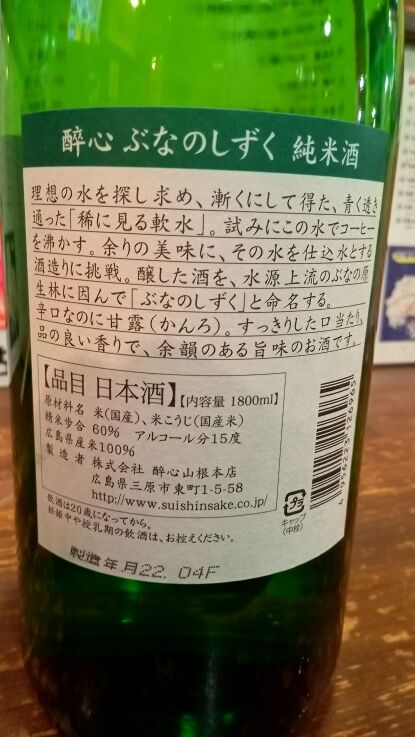 醉心 ぶなのしずく 純米酒
理想の水を探し求め、漸くにして得た、青く透き
通った「稀に見る軟水」。試みにこの水でコーヒー
を沸かす。余りの美味に、その水を仕込水とする
酒造りに挑戦。醸した酒を、水源上流のぶなの原
生林に因んで「ぶなのしずく」と命名する。
辛口なのに甘露(かんろ)。すっきりした口当たり、
品の良い香りで、余韻のある旨味のお酒です。
【品目 日本酒】【内容量 1800ml】
原材料名 米(国産)、米こうじ(国産米)
精米歩合 60% アルコール分15度
広島県産米100%
製造者 株式会社 醉心山根本店
広島県三原市東町1-5-58
http://www.suishinsake.co.jp/
飲酒は20歳になってから。
妊娠中や授乳期の飲酒は、お控えください。
プラ
キャップ
(中栓)
製造年月22. 04F